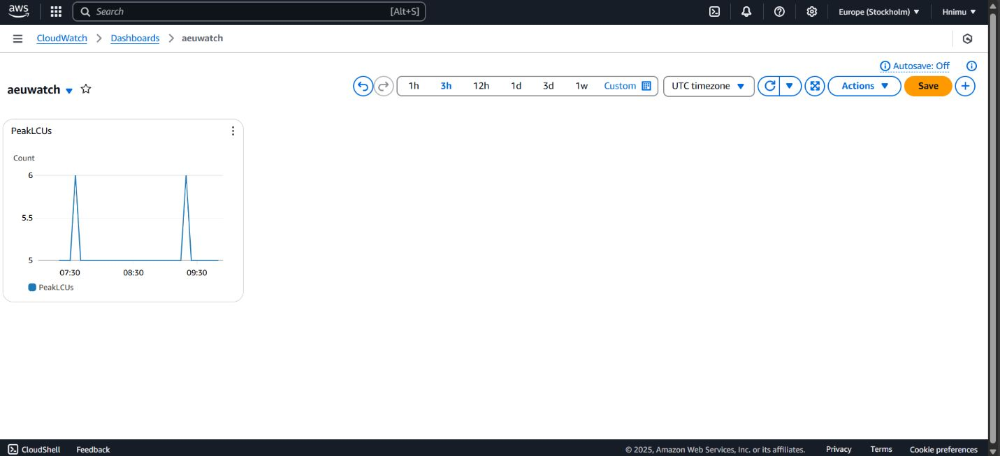 aws Search [Alt+S] Europe (Stockholm) Hnimu
CloudWatch Dashboards aeuwatch
Autosave: Off
aeuwatch 1h 3h 12h 1d 3d 1w Custom UTC timezone Actions Save
PeakLCUs
Count
6
5.5
5
07:30 08:30 09:30
PeakLCUs
CloudShell Feedback © 2025, Amazon Web Services, Inc. or its affiliates. Privacy Terms Cookie preferences